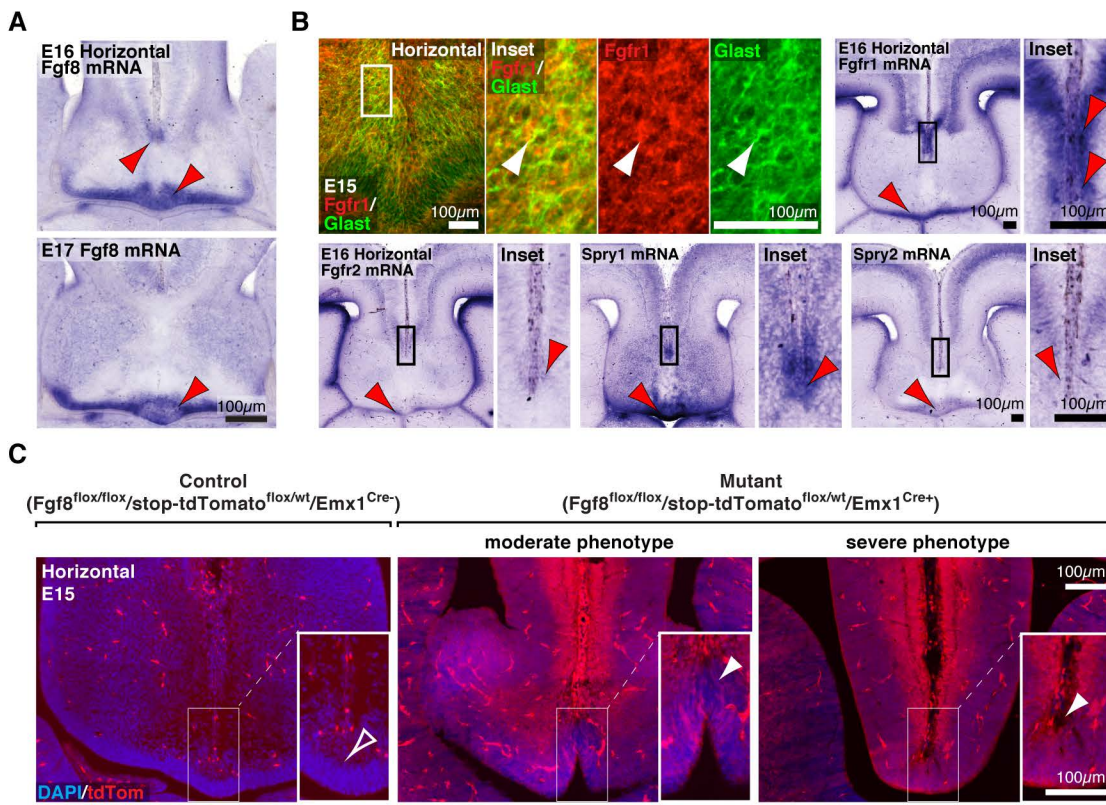 A
E16 Horizontal
Fgf8 mRNA
E17 Fgf8 mRNA
100µm
B
Horizontal
E15
Fgfr1/
Glast
100µm
Inset
Fgfr1/
Glast
Fgfr1
Glast
100µm
E16 Horizontal
Fgfr1 mRNA
100µm
Inset
100µm
E16 Horizontal
Fgfr2 mRNA
Inset
Spry1 mRNA
Inset
Spry2 mRNA
100µm
Inset
100µm
C
Control
(Fgf8flox/flox/stop-tdTomatoflox/wt/Emx1Cre-)
Mutant
(Fgf8flox/flox/stop-tdTomatoflox/wt/Emx1Cre+)
moderate phenotype
severe phenotype
Horizontal
E15
DAPI/tdTom
100µm
100µm